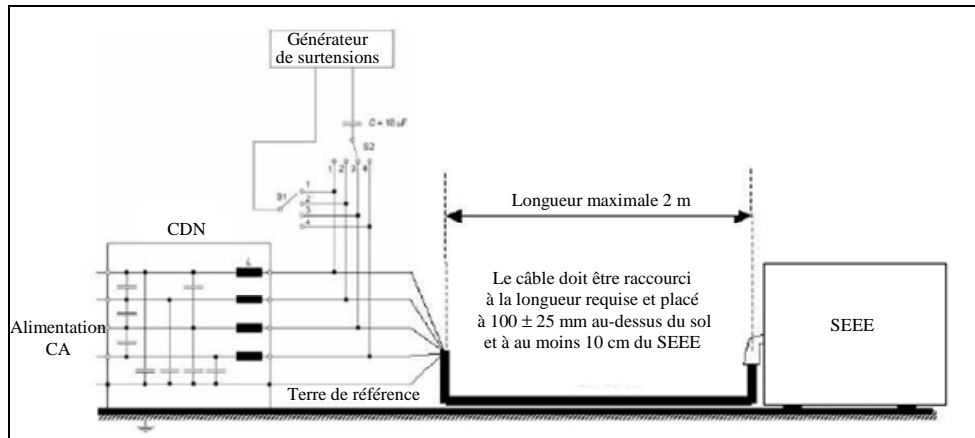 Générateur
de surtensions
C = 18 µF
S2
1 2 3 4
S1
1
2
3
4
CDN
L
Longueur maximale 2 m
Le câble doit être raccourci
à la longueur requise et placé
à 100 ± 25 mm au-dessus du sol
et à au moins 10 cm du SEEE
SEEE
Alimentation
CA
Terre de référence